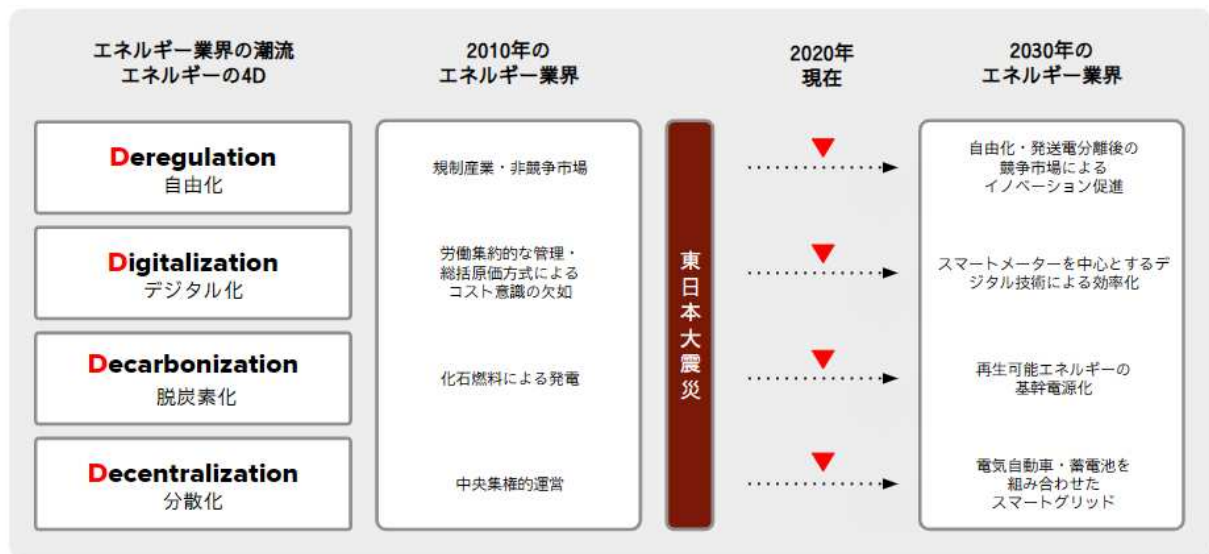 エネルギー業界の潮流
エネルギーの4D
2010年の
エネルギー業界
2020年
現在
2030年の
エネルギー業界
Deregulation
自由化
規制産業・非競争市場
自由化・発送電分離後の
競争市場による
イノベーション促進
Digitalization
デジタル化
労働集約的な管理・
総括原価方式による
コスト意識の欠如
スマートメーターを中心とするデ
ジタル技術による効率化
Decarbonization
脱炭素化
化石燃料による発電
再生可能エネルギーの
基幹電源化
Decentralization
分散化
中央集権的運営
電気自動車・蓄電池を
組み合わせた
スマートグリッド
東日本大震災